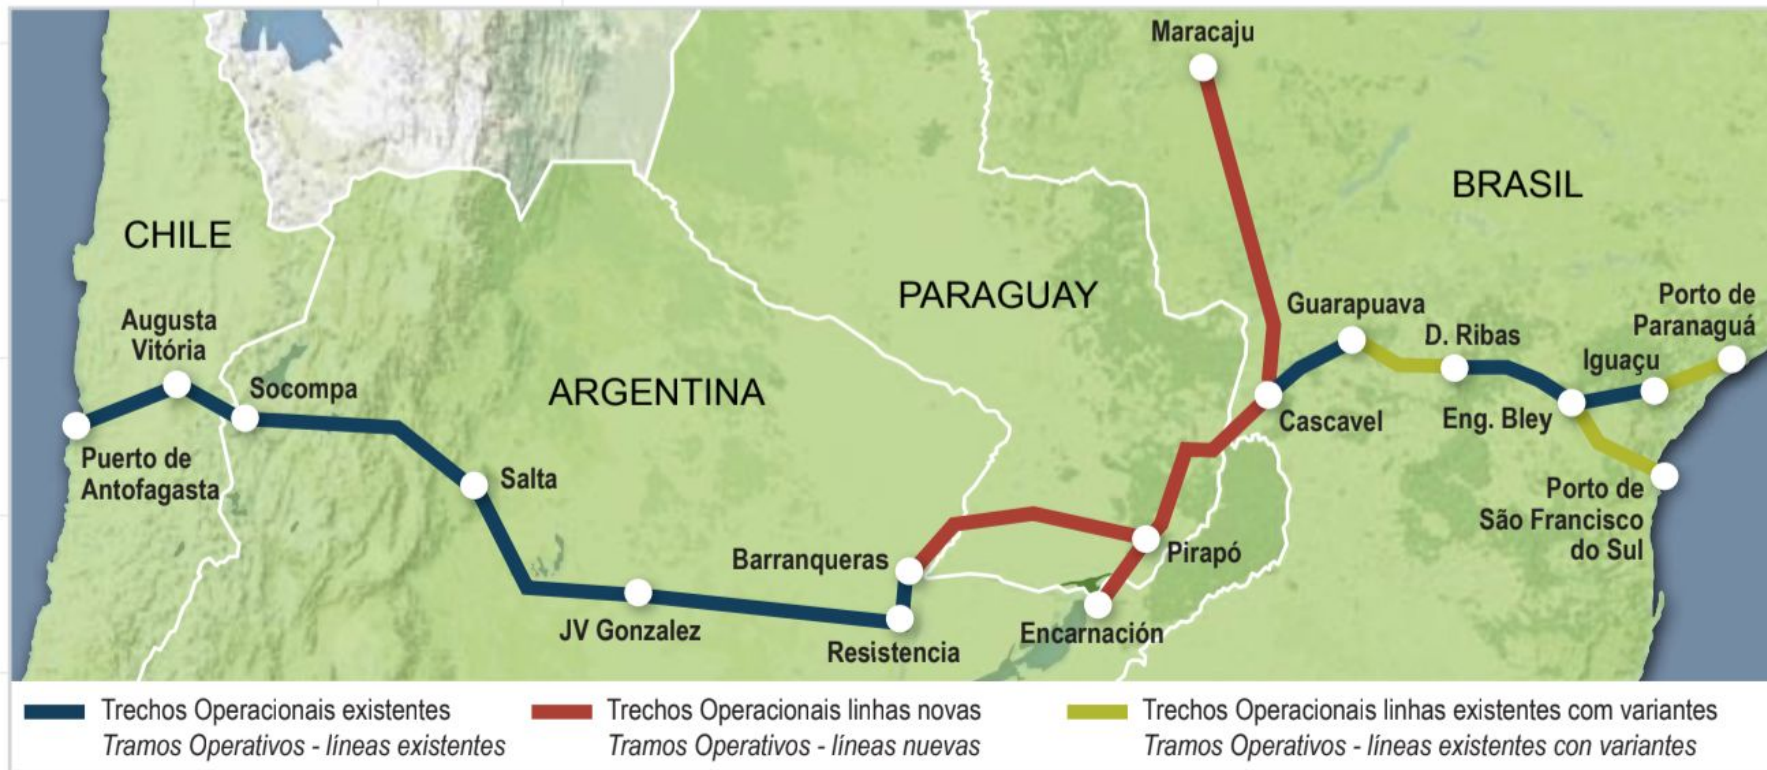 Maracaju
BRASIL
CHILE
PARAGUAY
Guarapuava
Porto de
Paranaguá
Augusta
Vitória
D. Ribas
Iguaçu
Socompa
ARGENTINA
Cascavel
Eng. Bley
Puerto de
Antofagasta
Salta
Porto de
São Francisco
do Sul
Barranqueras
Pirapó
JV Gonzalez
Encarnación
Resistencia
Trechos Operacionais existentes
Tramos Operativos - líneas existentes
Trechos Operacionais linhas novas
Tramos Operativos - líneas nuevas
Trechos Operacionais linhas existentes com variantes
Tramos Operativos - líneas existentes con variantes